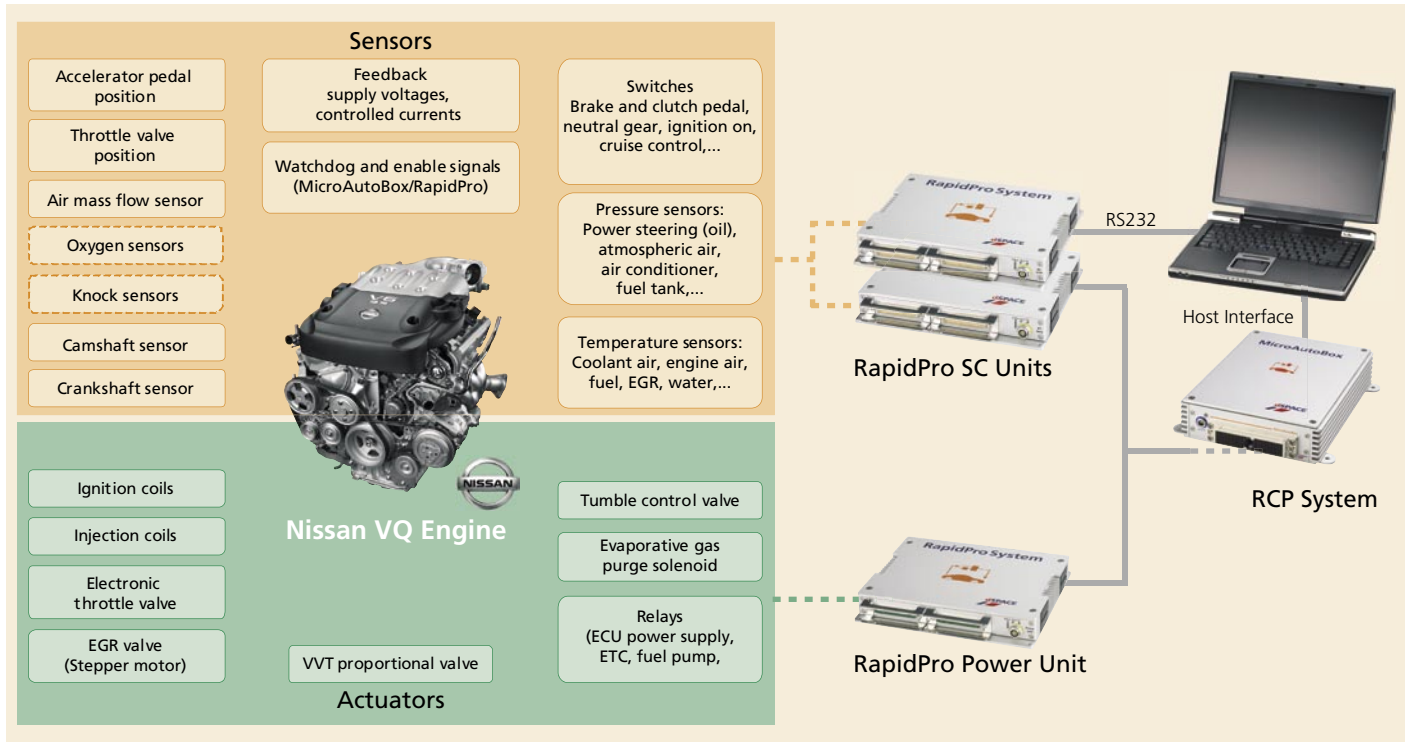 Sensors
Accelerator pedal
position
Throttle valve
position
Air mass flow sensor
Oxygen sensors
Knock sensors
Camshaft sensor
Crankshaft sensor
Feedback
supply voltages,
controlled currents
Watchdog and enable signals
(MicroAutoBox/RapidPro)
Switches
Brake and clutch pedal,
neutral gear, ignition on,
cruise control,...
Pressure sensors:
Power steering (oil),
atmospheric air,
air conditioner,
fuel tank,...
Temperature sensors:
Coolant air, engine air,
fuel, EGR, water,...
V6
NISSAN
Nissan VQ Engine
Ignition coils
Injection coils
Electronic
throttle valve
EGR valve
(Stepper motor)
VVT proportional valve
Tumble control valve
Evaporative gas
purge solenoid
Relays
(ECU power supply,
ETC, fuel pump,
Actuators
RapidPro System
dSPACE
dSPACE
RapidPro SC Units
RS232
Host Interface
MicroAutoBox
dSPACE
RCP System
RapidPro System
dSPACE
RapidPro Power Unit